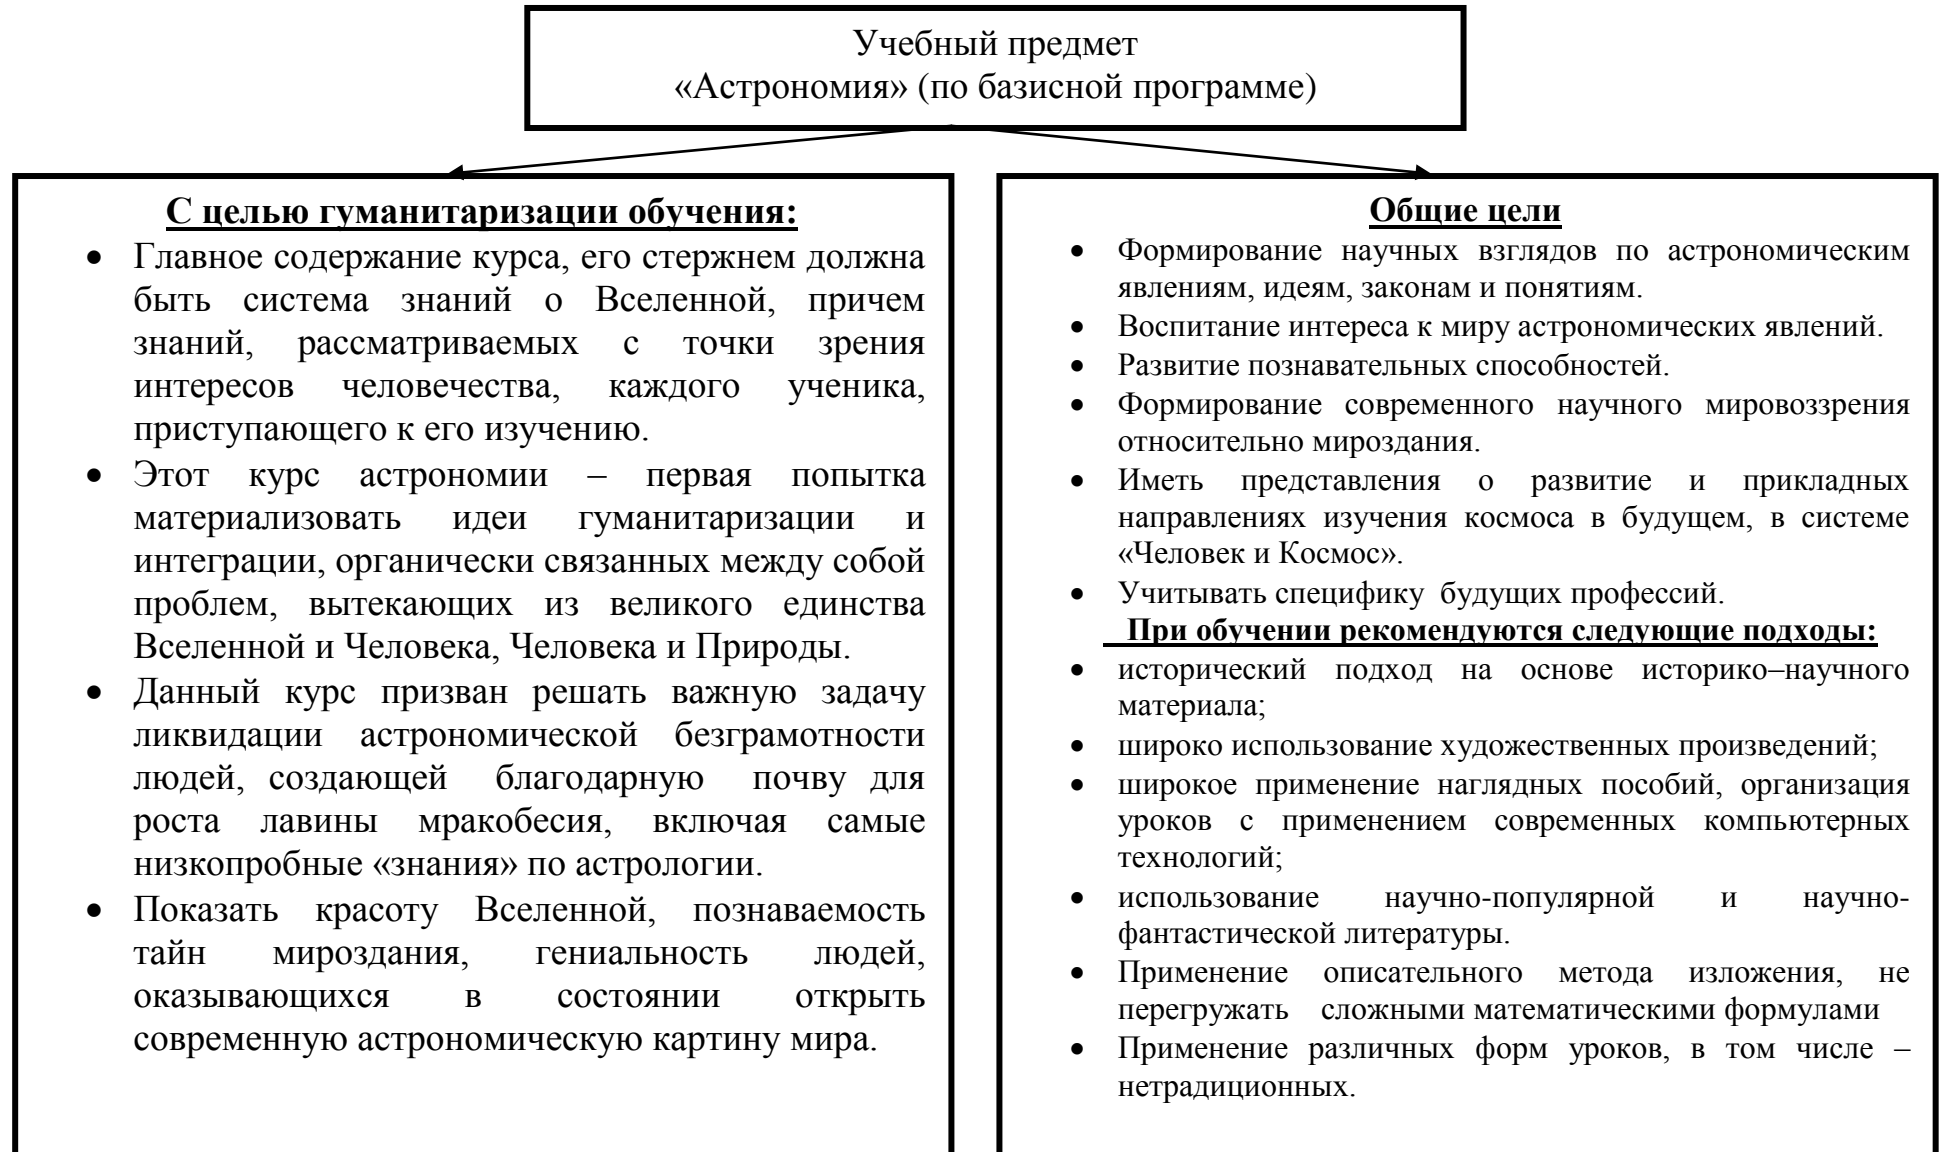 Учебный предмет
«Астрономия» (по базисной программе)
С целью гуманитаризации обучения:
• Главное содержание курса, его стержнем должна
быть система знаний о Вселенной, причем
знаний, рассматриваемых с точки зрения
интересов человечества, каждого ученика,
приступающего к его изучению.
• Этот курс астрономии – первая попытка
материализовать идеи гуманитаризации и
интеграции, органически связанных между собой
проблем, вытекающих из великого единства
Вселенной и Человека, Человека и Природы.
• Данный курс призван решать важную задачу
ликвидации астрономической безграмотности
людей, создающей благодарную почву для
роста лавины мракобесия, включая самые
низкопробные «знания» по астрологии.
• Показать красоту Вселенной, познаваемость
тайн мироздания, гениальность людей,
оказывающихся в состоянии открыть
современную астрономическую картину мира.
Общие цели
• Формирование научных взглядов по астрономическим
явлениям, идеям, законам и понятиям.
• Воспитание интереса к миру астрономических явлений.
• Развитие познавательных способностей.
• Формирование современного научного мировоззрения
относительно мироздания.
• Иметь представления о развитие и прикладных
направлениях изучения космоса в будущем, в системе
«Человек и Космос».
• Учитывать специфику будущих профессий.
При обучении рекомендуются следующие подходы:
• исторический подход на основе историко–научного
материала;
• широко использование художественных произведений;
• широкое применение наглядных пособий, организация
уроков с применением современных компьютерных
технологий;
• использование научно-популярной и научно-
фантастической литературы.
• Применение описательного метода изложения, не
перегружать сложными математическими формулами
• Применение различных форм уроков, в том числе –
нетрадиционных.